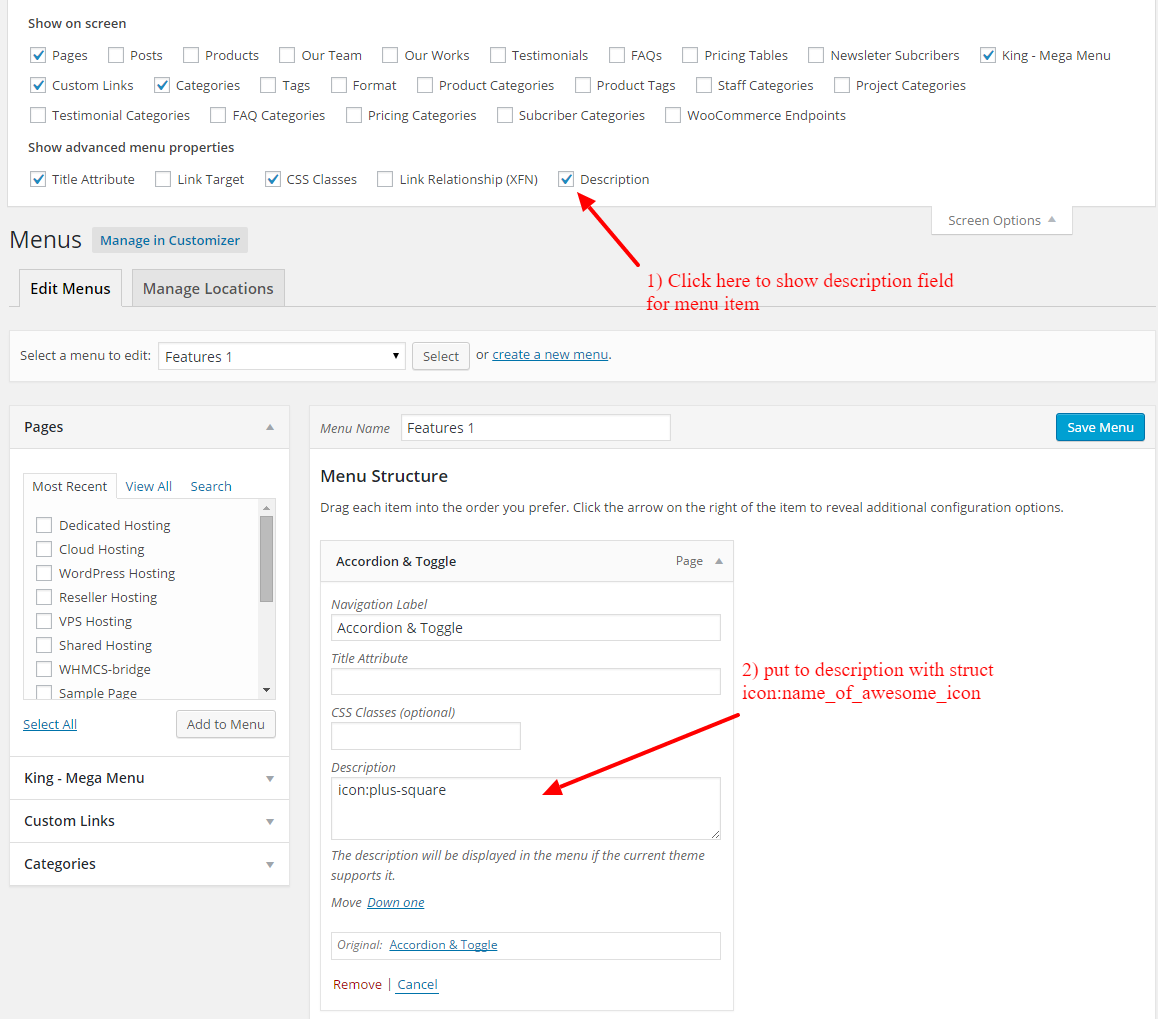 Show on screen
Pages Posts Products Our Team Our Works Testimonials FAQs Pricing Tables Newsleter Subcribers King - Mega Menu
Custom Links Categories Tags Format Product Categories Product Tags Staff Categories Project Categories
Testimonial Categories FAQ Categories Pricing Categories Subcriber Categories WooCommerce Endpoints
Show advanced menu properties
Title Attribute Link Target CSS Classes Link Relationship (XFN) Description
Screen Options
Menus Manage in Customizer
1) Click here to show description field
for menu item
Edit Menus Manage Locations
Select a menu to edit: Features 1 Select or create a new menu.
Pages
Most Recent View All Search
Dedicated Hosting
Cloud Hosting
WordPress Hosting
Reseller Hosting
VPS Hosting
Shared Hosting
WHMCS-bridge
Sample Page
Select All Add to Menu
King - Mega Menu
Custom Links
Categories
Menu Name Features 1 Save Menu
Menu Structure
Drag each item into the order you prefer. Click the arrow on the right of the item to reveal additional configuration options.
Accordion & Toggle Page
Navigation Label
Accordion & Toggle
Title Attribute
CSS Classes (optional)
Description
icon:plus-square
2) put to description with struct
icon:name_of_awesome_icon
The description will be displayed in the menu if the current theme
supports it.
Move Down one
Original: Accordion & Toggle
Remove | Cancel